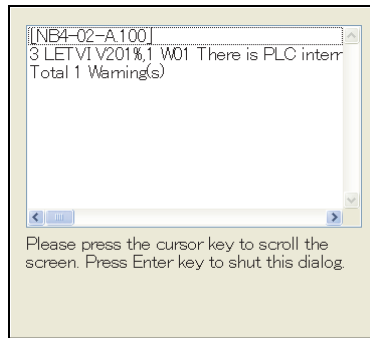 [NB4-02-A.100]
3 LETVI V201%,1 W01 There is PLC intern
Total 1 Warning(s)
Please press the cursor key to scroll the
screen. Press Enter key to shut this dialog.